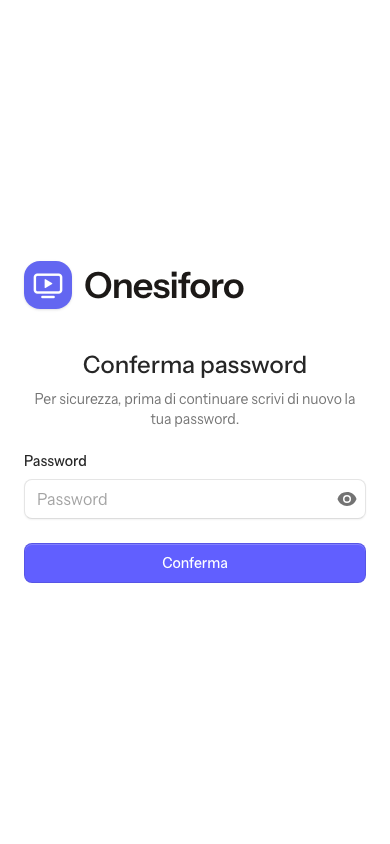 Onesiforo
Conferma password
Per sicurezza, prima di continuare scrivi di nuovo la
tua password.
Password
Password
Conferma